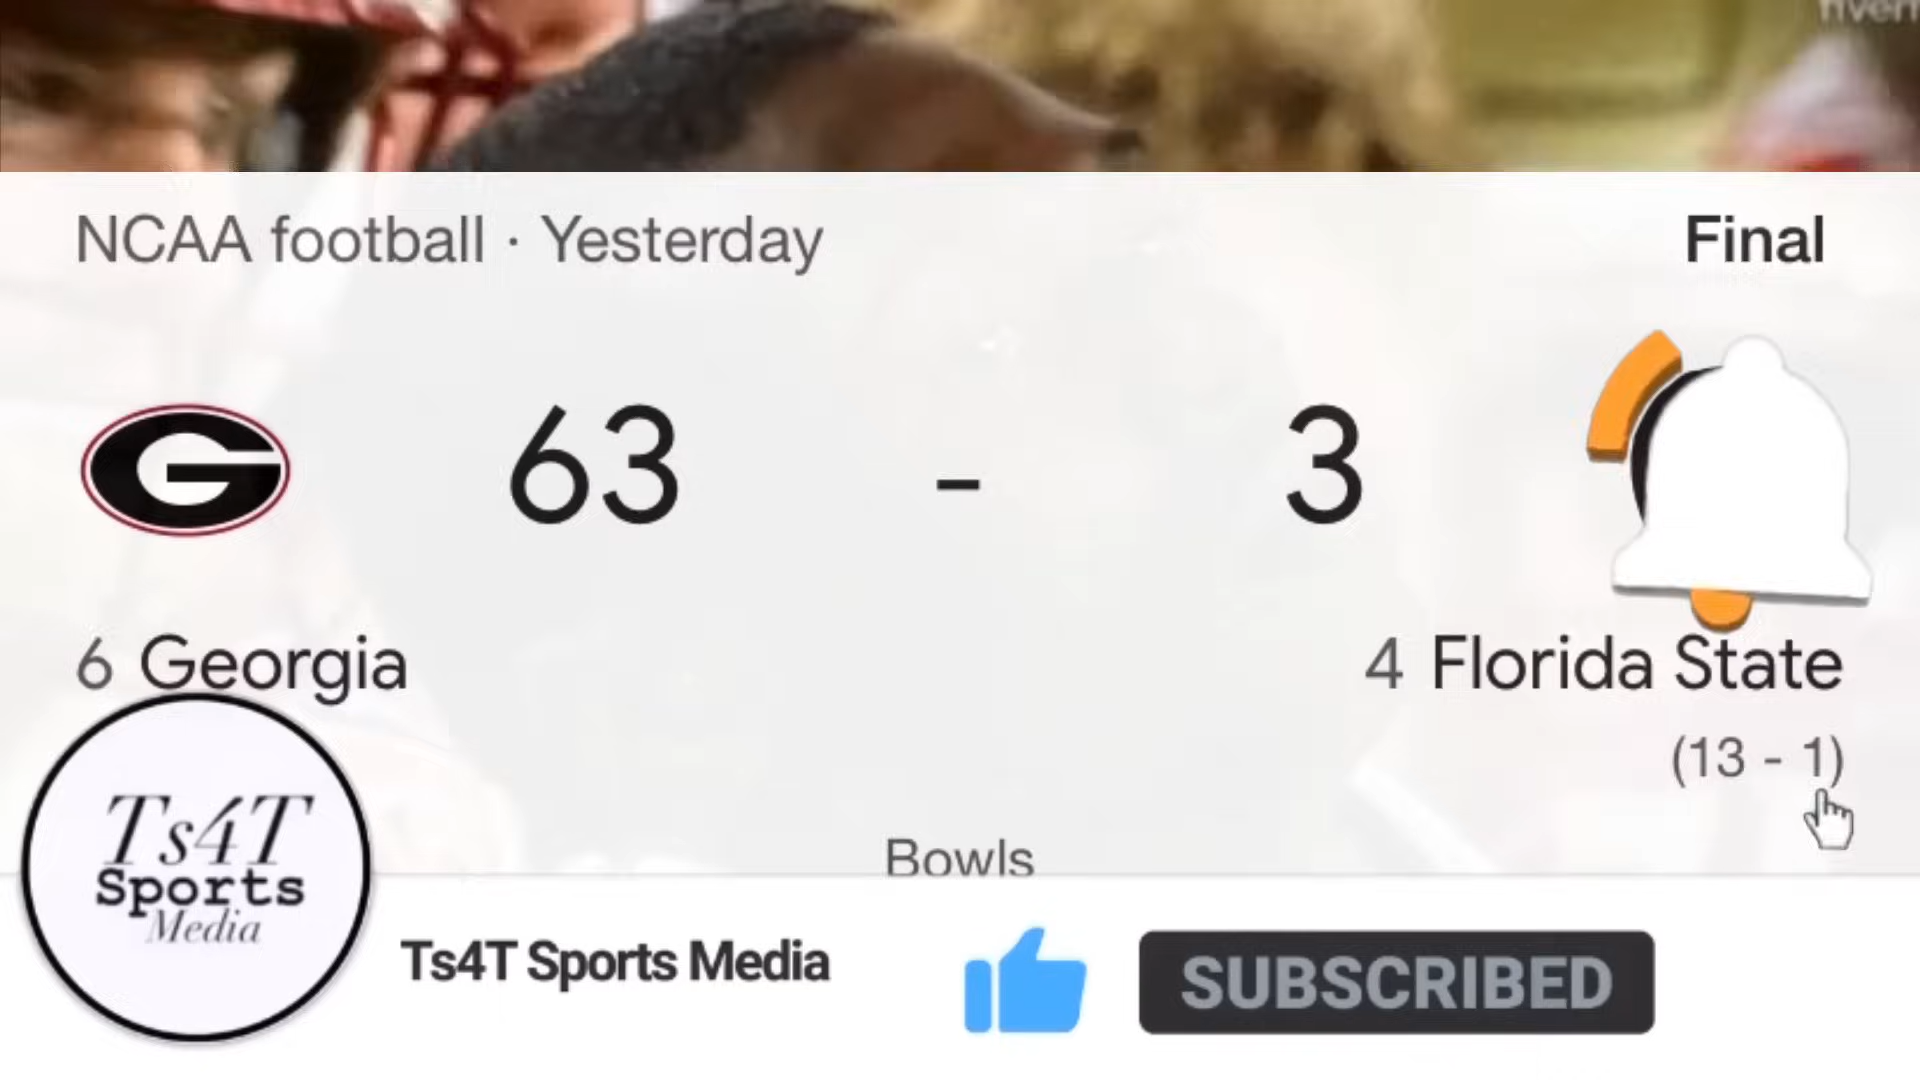 NCAA football · Yesterday
Final
63 - 3
6 Georgia
4 Florida State
(13 - 1)
Bowls
Ts4T
Sports
Media
Ts4T Sports Media
SUBSCRIBED